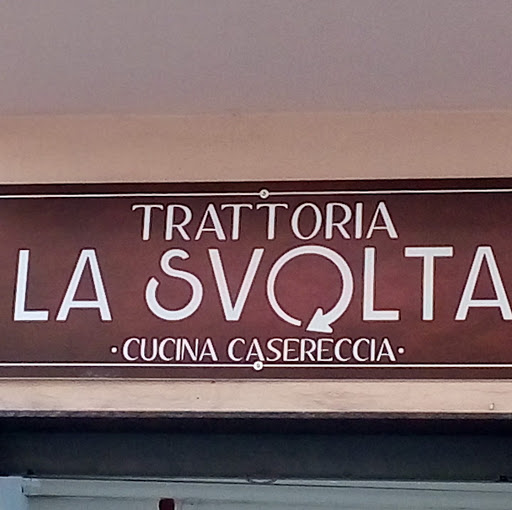 TRATTORIA
LA SVOLTA
·CUCINA CASERECCIA·